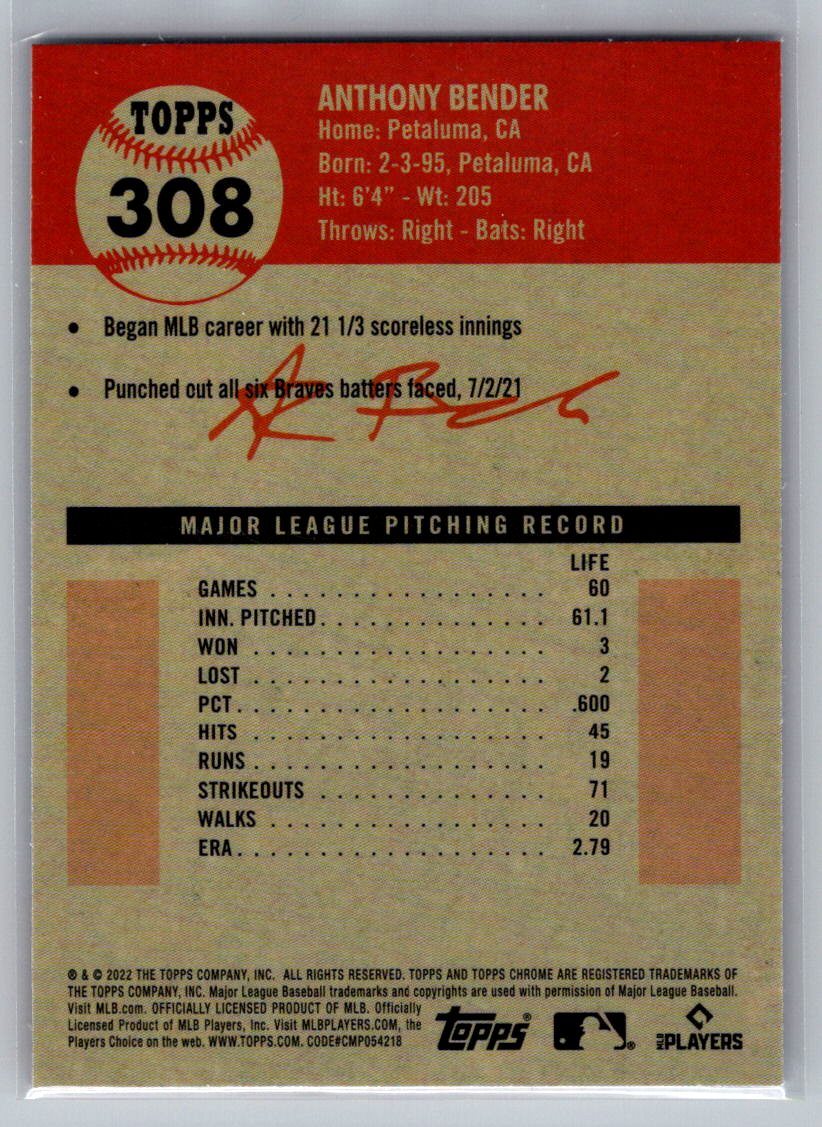 TOPPS
308
ANTHONY BENDER
Home: Petaluma, CA
Born: 2-3-95, Petaluma, CA
Ht: 6'4" - Wt: 205
Throws: Right - Bats: Right
• Began MLB career with 21 1/3 scoreless innings
• Punched out all six Braves batters faced, 7/2/21
MAJOR LEAGUE PITCHING RECORD
LIFE
GAMES . . . . . . . . . . . . . . . . . 60
INN. PITCHED. . . . . . . . . . . . . . 61.1
WON . . . . . . . . . . . . . . . . . . 3
LOST . . . . . . . . . . . . . . . . . . 2
PCT. . . . . . . . . . . . . . . . . . . .600
HITS . . . . . . . . . . . . . . . . . . 45
RUNS. . . . . . . . . . . . . . . . . . 19
STRIKEOUTS . . . . . . . . . . . . . . 71
WALKS . . . . . . . . . . . . . . . . . 20
ERA. . . . . . . . . . . . . . . . . . . 2.79
® & © 2022 THE TOPPS COMPANY, INC. ALL RIGHTS RESERVED. TOPPS AND TOPPS CHROME ARE REGISTERED TRADEMARKS OF
THE TOPPS COMPANY, INC. Major League Baseball trademarks and copyrights are used with permission of Major League Baseball.
Visit MLB.com. OFFICIALLY LICENSED PRODUCT OF MLB. Officially
Licensed Product of MLB Players, Inc. Visit MLBPLAYERS.COM, the
Players Choice on the web. WWW.TOPPS.COM. CODE#CMP054218
Topps®
MLB PLAYERS